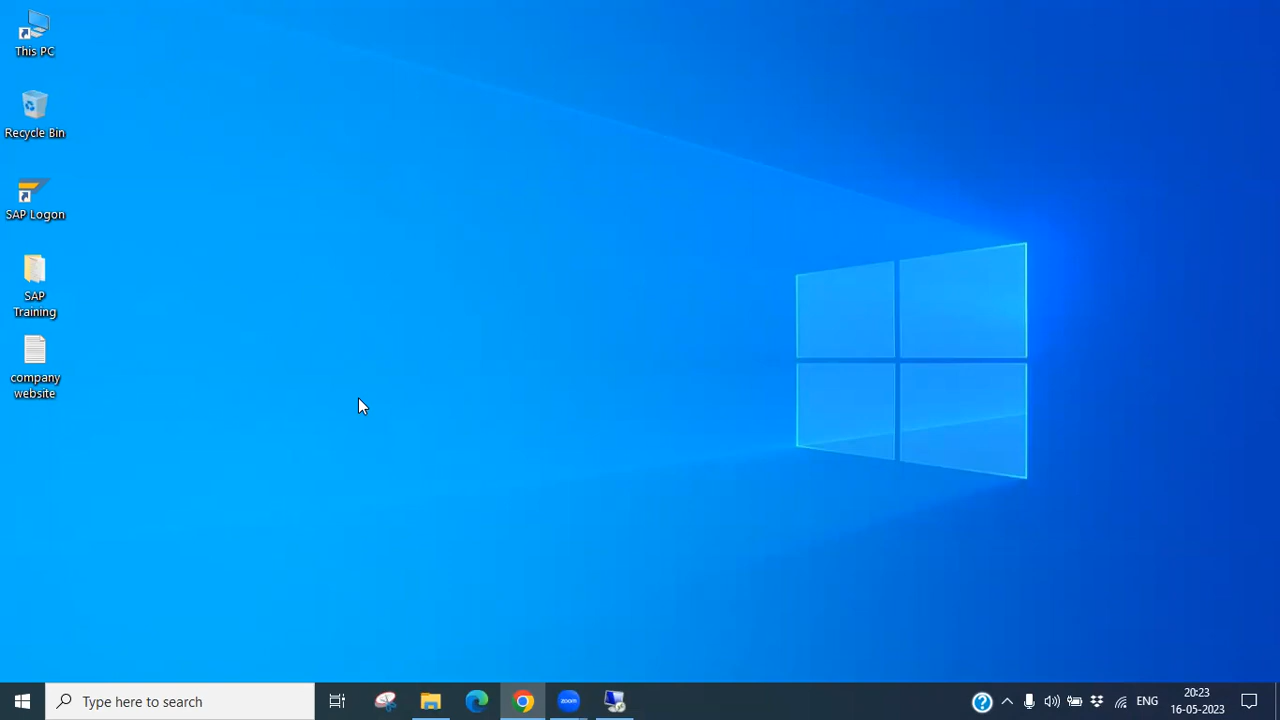 This PC
Recycle Bin
SAP Logon
SAP
Training
company
website
Type here to search
zoom
ENG
20:23
16-05-2023